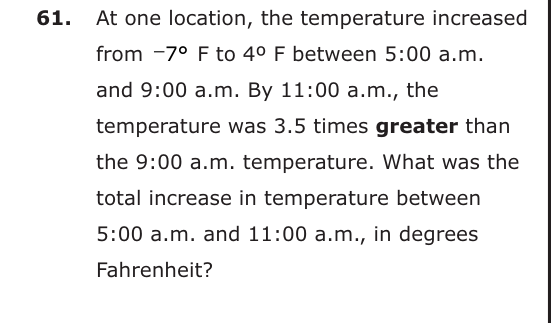 61. At one location, the temperature increased
from −7° F to 4º F between 5:00 a.m.
and 9:00 a.m. By 11:00 a.m., the
temperature was 3.5 times greater than
the 9:00 a.m. temperature. What was the
total increase in temperature between
5:00 a.m. and 11:00 a.m., in degrees
Fahrenheit?